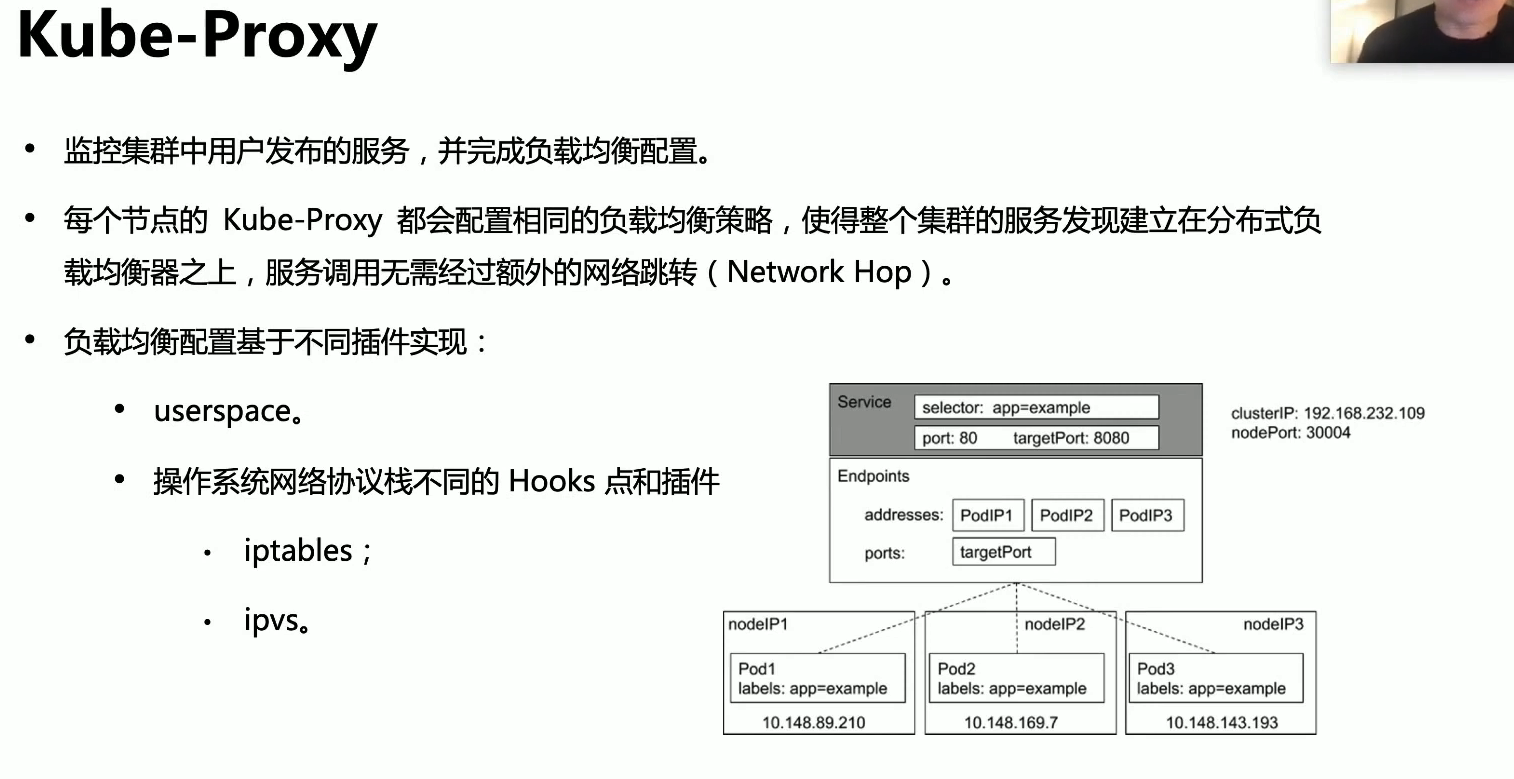 Kube-Proxy
• 监控集群中用户发布的服务，并完成负载均衡配置。
• 每个节点的 Kube-Proxy 都会配置相同的负载均衡策略，使得整个集群的服务发现建立在分布式负
载均衡器之上，服务调用无需经过额外的网络跳转（Network Hop）。
• 负载均衡配置基于不同插件实现：
• userspace。
• 操作系统网络协议栈不同的 Hooks 点和插件
• iptables；
• ipvs。
Service
selector: app=example
port: 80 targetPort: 8080
clusterIP: 192.168.232.109
nodePort: 30004
Endpoints
addresses: PodIP1 PodIP2 PodIP3
ports: targetPort
nodeIP1
Pod1
labels: app=example
10.148.89.210
nodeIP2
Pod2
labels: app=example
10.148.169.7
nodeIP3
Pod3
labels: app=example
10.148.143.193